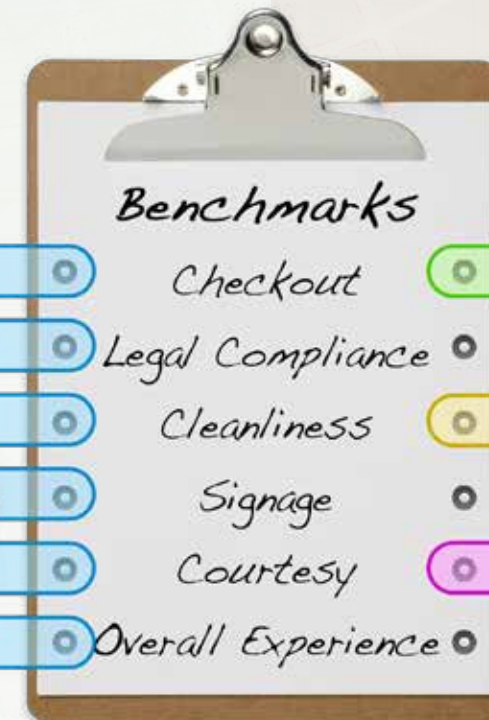 Benchmarks
Checkout
Legal Compliance
Cleanliness
Signage
Courtesy
Overall Experience